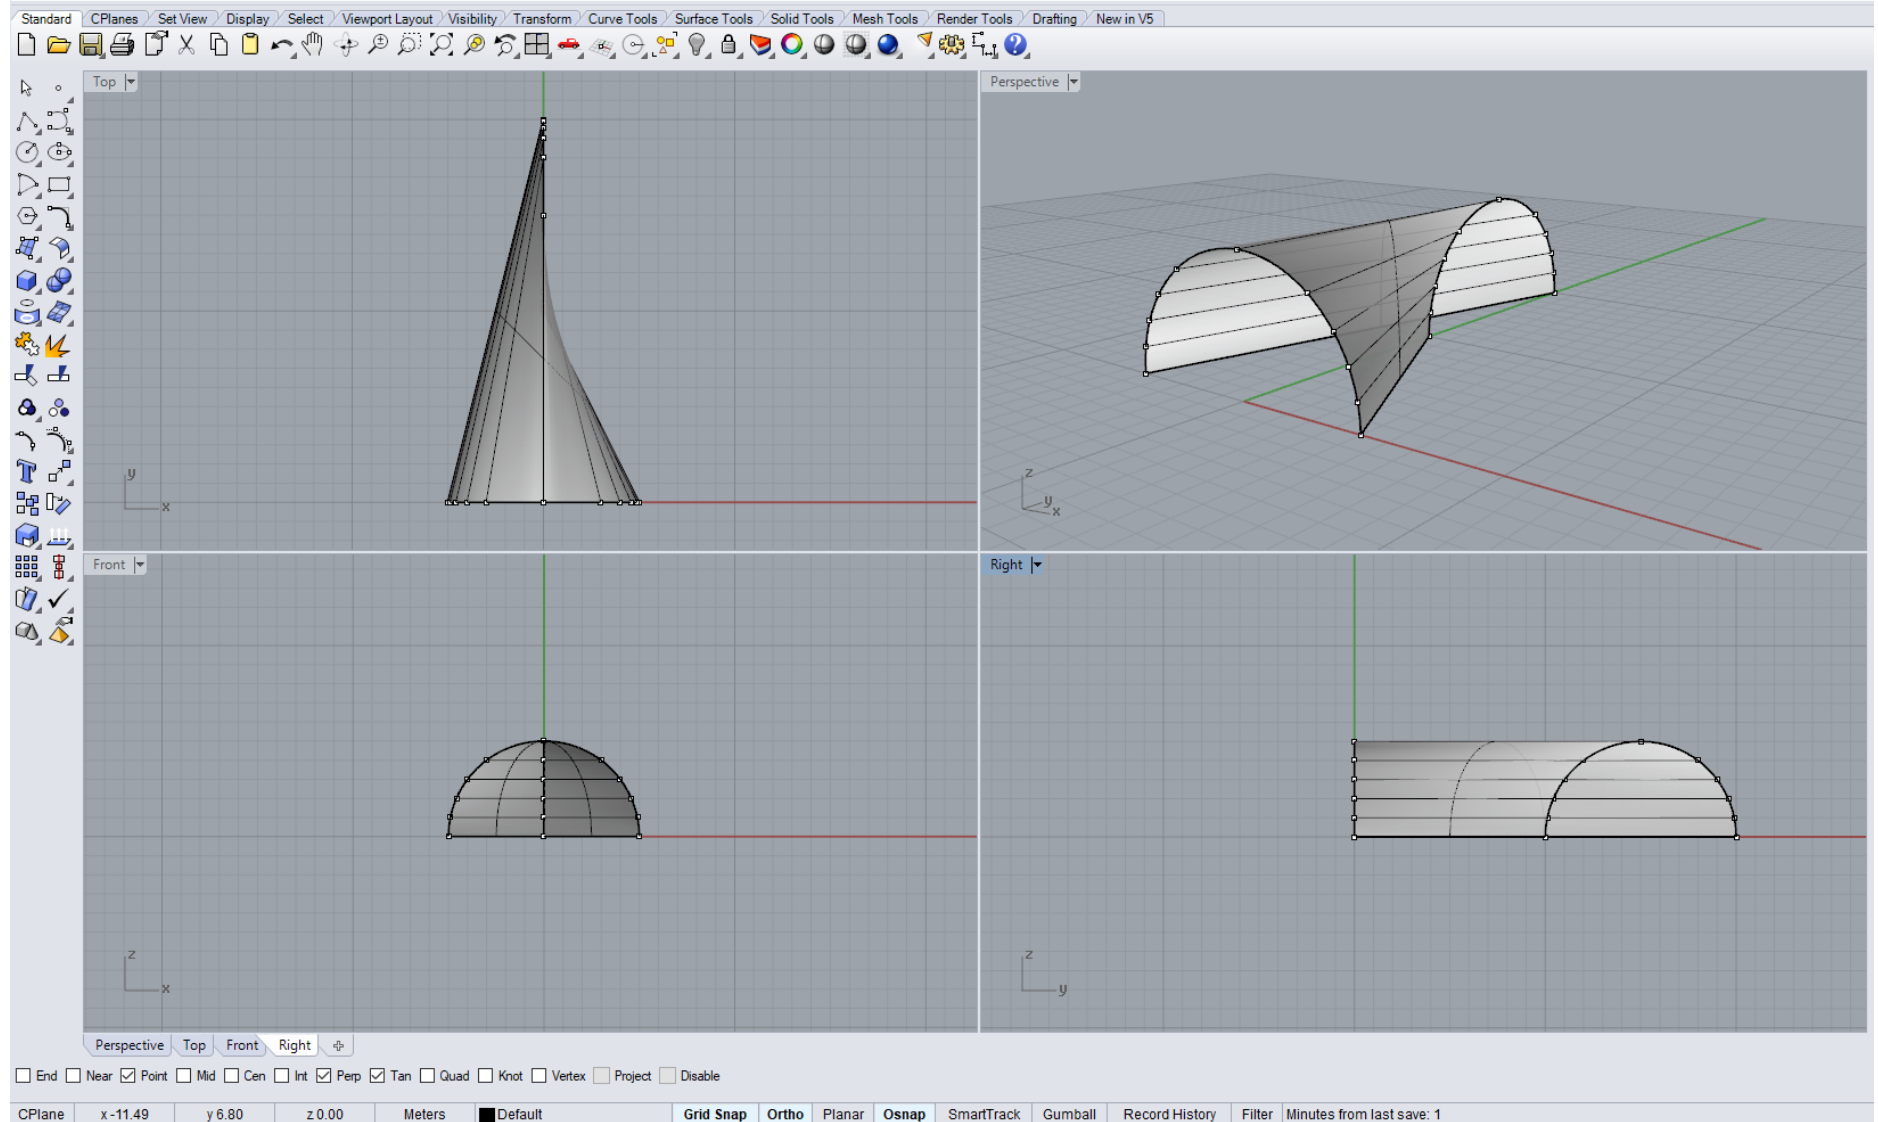 Standard CPlanes Set View Display Select Viewport Layout Visibility Transform Curve Tools Surface Tools Solid Tools Mesh Tools Render Tools Drafting New in V5
Top
Perspective
y
x
z
y
x
Front
Right
z
x
z
y
Perspective Top Front Right
End Near Point Mid Cen Int Perp Tan Quad Knot Vertex Project Disable
CPlane x -11.49 y 6.80 z 0.00 Meters Default Grid Snap Ortho Planar Osnap SmartTrack Gumball Record History Filter Minutes from last save: 1